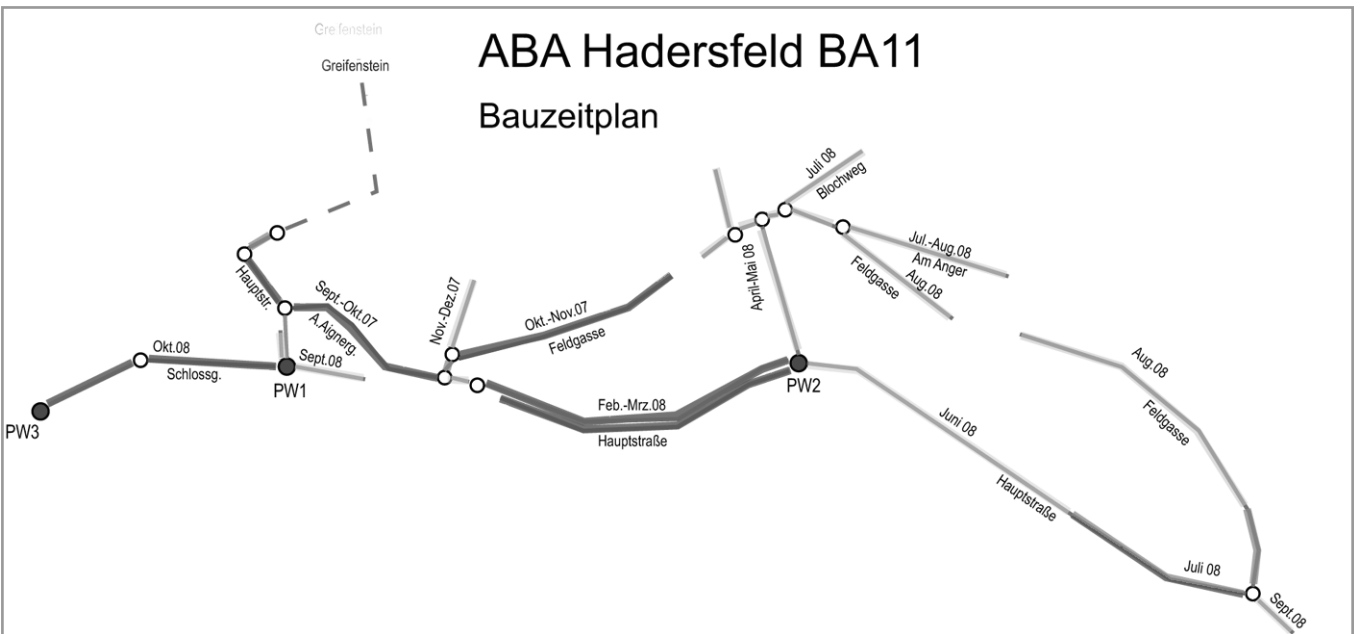 Gre fenstein
ABA Hadersfeld BA11
Greifenstein
Bauzeitplan
Juli 08
Blochweg
Jul.-Aug.08
Am Anger
April-Mai 08
Feldgasse
Aug.08
Hauptstr.
Sept.-Okt.07
A.Aignerg.
Nov.-Dez.07
Okt.-Nov.07
Feldgasse
Okt.08
Schlossg.
Sept.08
PW1
PW2
PW3
Feb.-Mrz.08
Hauptstraße
Aug.08
Feldgasse
Juni 08
Hauptstraße
Juli 08
Sept.08